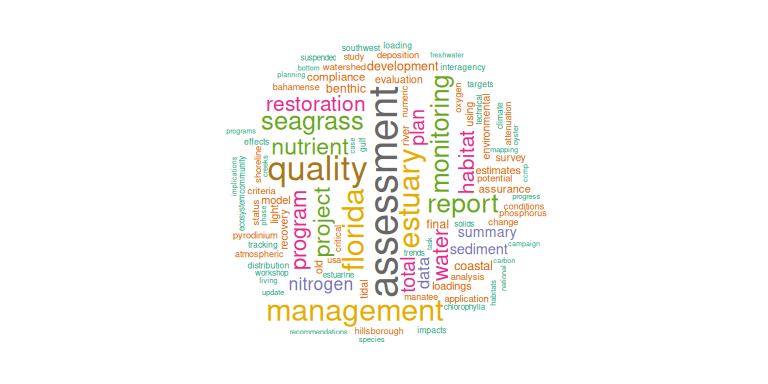 southwest
loading
suspended
study
deposition
freshwater
bottom
watershed
development
interagency
planning
compliance
evaluation
targets
bahamense
benthic
numeric
oxygen
restoration
plan
monitoring
using
technical
climate
attenuation
oyster
environmental
seagrass
river
programs
effects
nutrient
case
gulf
assessment
estuary
habitat
mapping
survey
shoreline
creeks
quality
estimates
comp
potential
implications
community
ecosystem
criteria
model
assurance
progress
status
phase
light
recovery
program
project
florida
report
conditions
phosphorus
final
solids
change
pyrodinium
critical
water
summary
campaign
tracking
atmospheric
task
sediment
trends
total
data
carbon
distribution
old
usa
coastal
workshop
estuarine
analysis
national
living
nitrogen
tidal
loadings
habitats
update
manatee
application
management
chlorophylla
recommendations
hillsborough
impacts
species